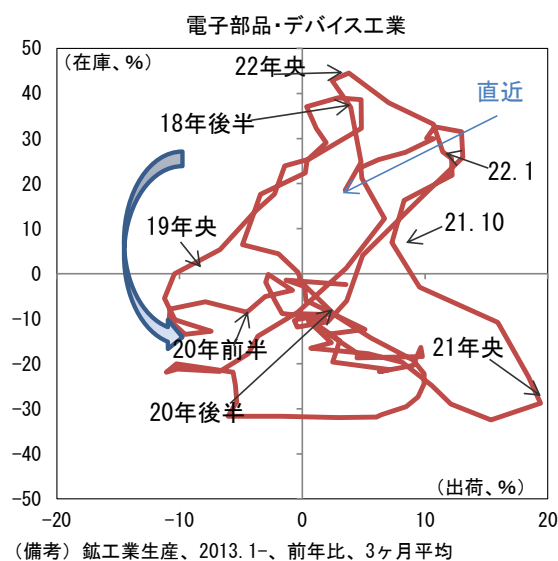 電子部品・デバイス工業
（在庫、%）
22年央
直近
18年後半
22.1
21.10
19年央
20年前半
21年央
20年後半
（出荷、%）
50
40
30
20
10
0
−10
−20
−30
−40
−50
−20
−10
0
10
20
（備考）鉱工業生産、2013.1-、前年比、3ヶ月平均